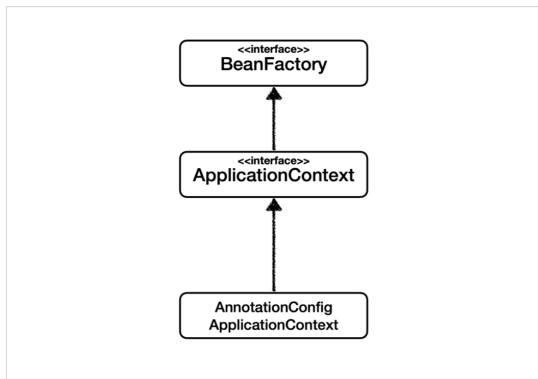 <<interface>>
BeanFactory
<<interface>>
ApplicationContext
AnnotationConfig
ApplicationContext